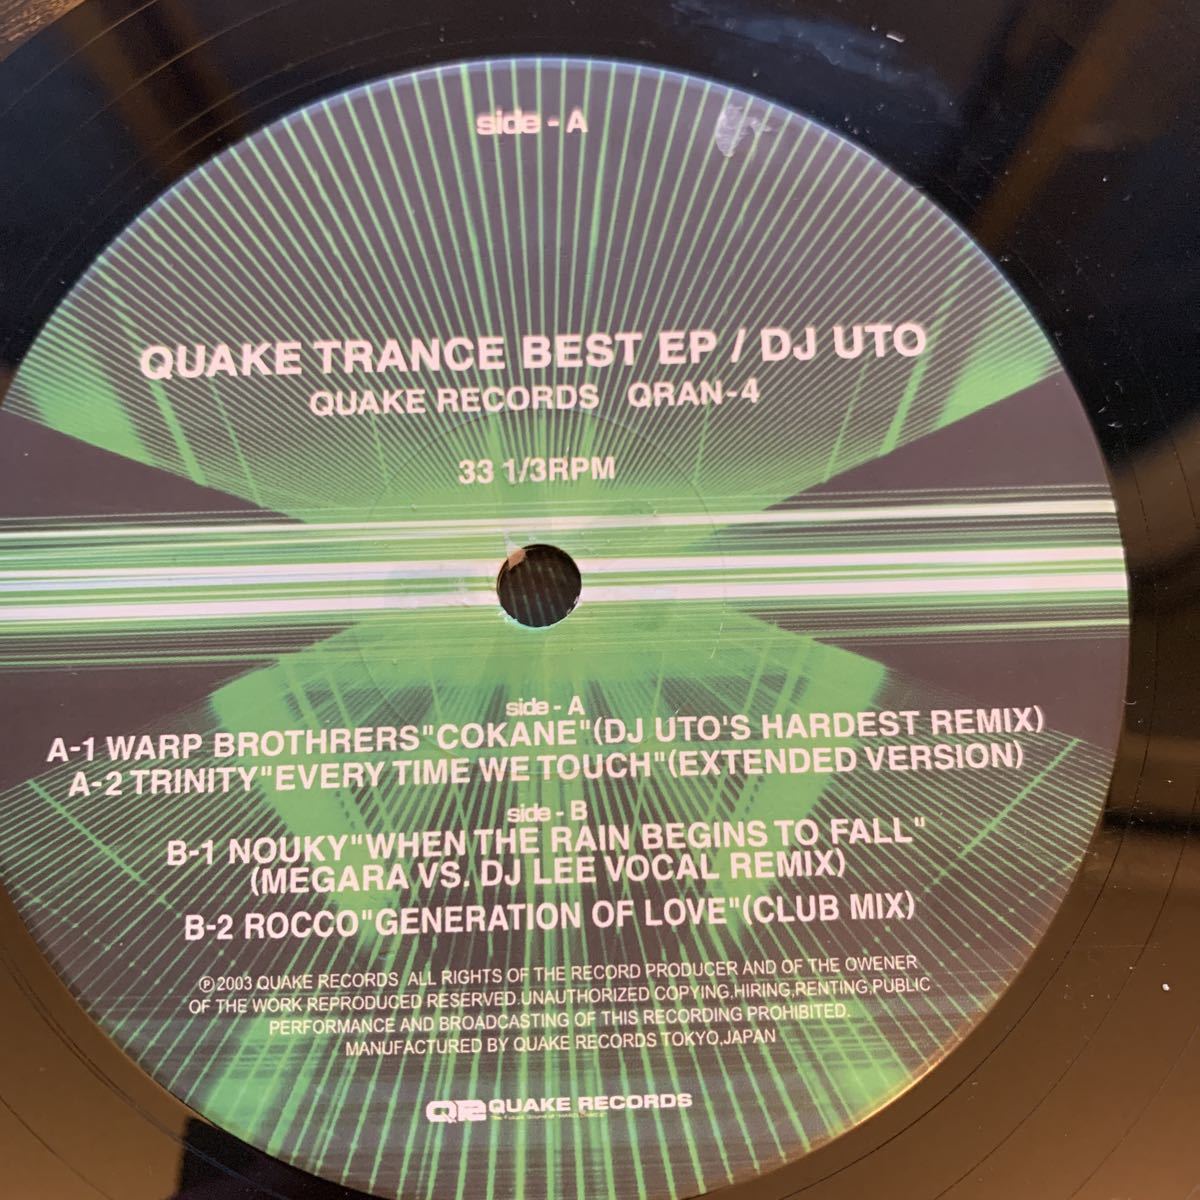 side - A
QUAKE TRANCE BEST EP / DJ UTO
QUAKE RECORDS QRAN-4
33 1/3RPM
side - A
A-1 WARP BROTHRERS"COKANE"(DJ UTO'S HARDEST REMIX)
A-2 TRINITY"EVERY TIME WE TOUCH"(EXTENDED VERSION)
side - B
B-1 NOUKY"WHEN THE RAIN BEGINS TO FALL"
(MEGARA VS. DJ LEE VOCAL REMIX)
B-2 ROCCO"GENERATION OF LOVE"(CLUB MIX)
℗2003 QUAKE RECORDS ALL RIGHTS OF THE RECORD PRODUCER AND OF THE OWENER
OF THE WORK REPRODUCED RESERVED.UNAUTHORIZED COPYING,HIRING,RENTING,PUBLIC
PERFORMANCE AND BROADCASTING OF THIS RECORDING PROHIBITED.
MANUFACTURED BY QUAKE RECORDS TOKYO,JAPAN
QUAKE RECORDS